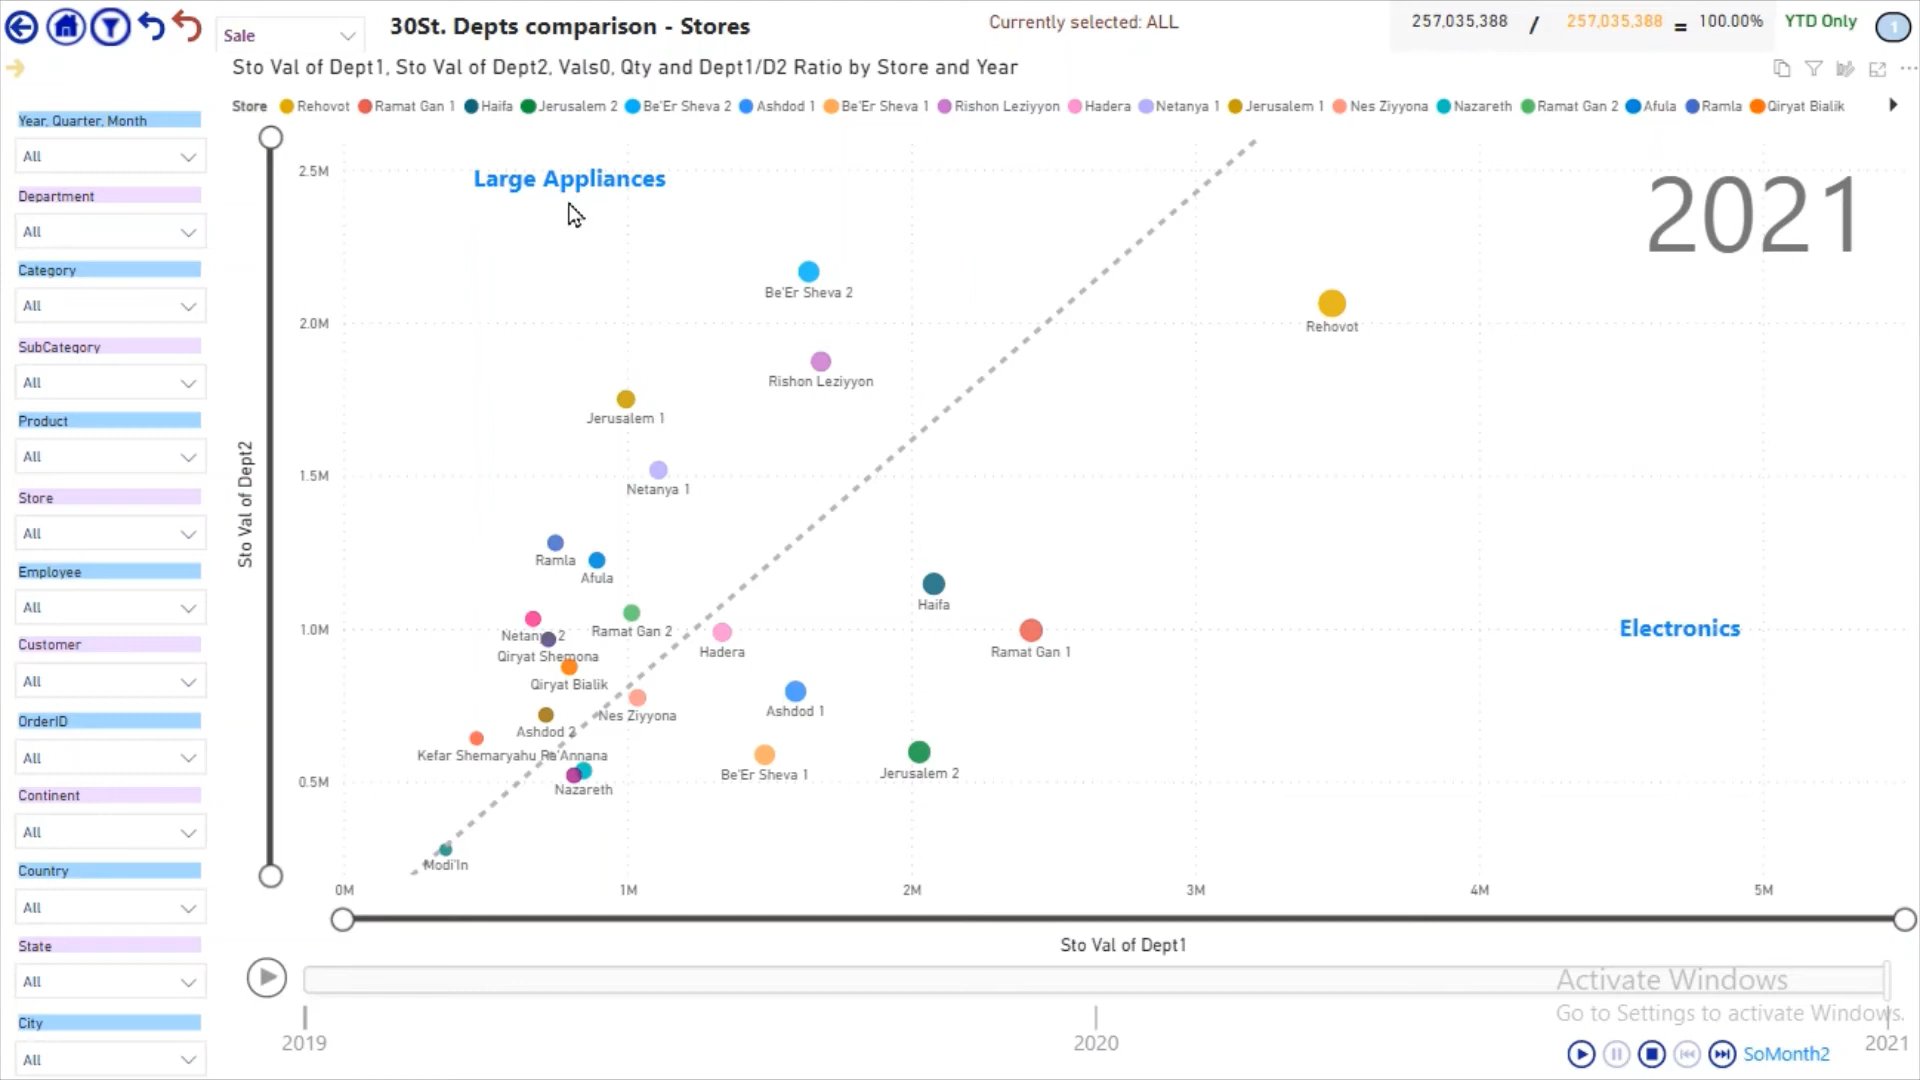 Sale
30St. Depts comparison - Stores
Currently selected: ALL
257,035,388 / 257,035,388 = 100.00% YTD Only
1
Sto Val of Dept1, Sto Val of Dept2, Vals0, Qty and Dept1/D2 Ratio by Store and Year
Store Rehovot Ramat Gan 1 Haifa Jerusalem 2 Be'Er Sheva 2 Ashdod 1 Be'Er Sheva 1 Rishon Leziyyon Hadera Netanya 1 Jerusalem 1 Nes Ziyyona Nazareth Ramat Gan 2 Afula Ramla Qiryat Bialik
Year, Quarter, Month
All
Department
All
Category
All
SubCategory
All
Product
All
Store
All
Employee
All
Customer
All
OrderID
All
Continent
All
Country
All
State
All
City
All
Sto Val of Dept2
2.5M
2.0M
1.5M
1.0M
0.5M
Large Appliances
2021
Be'Er Sheva 2
Rehovot
Rishon Leziyyon
Jerusalem 1
Netanya 1
Ramla
Afula
Haifa
Netanya 2
Ramat Gan 2
Hadera
Ramat Gan 1
Electronics
Qiryat Shemona
Qiryat Bialik
Nes Ziyyona
Ashdod 1
Ashdod 2
Kefar Shemaryahu Ra'Annana
Be'Er Sheva 1
Jerusalem 2
Nazareth
Modi'In
0M 1M 2M 3M 4M 5M
Sto Val of Dept1
2019 2020 2021
Activate Windows
Go to Settings to activate Windows.
SoMonth2